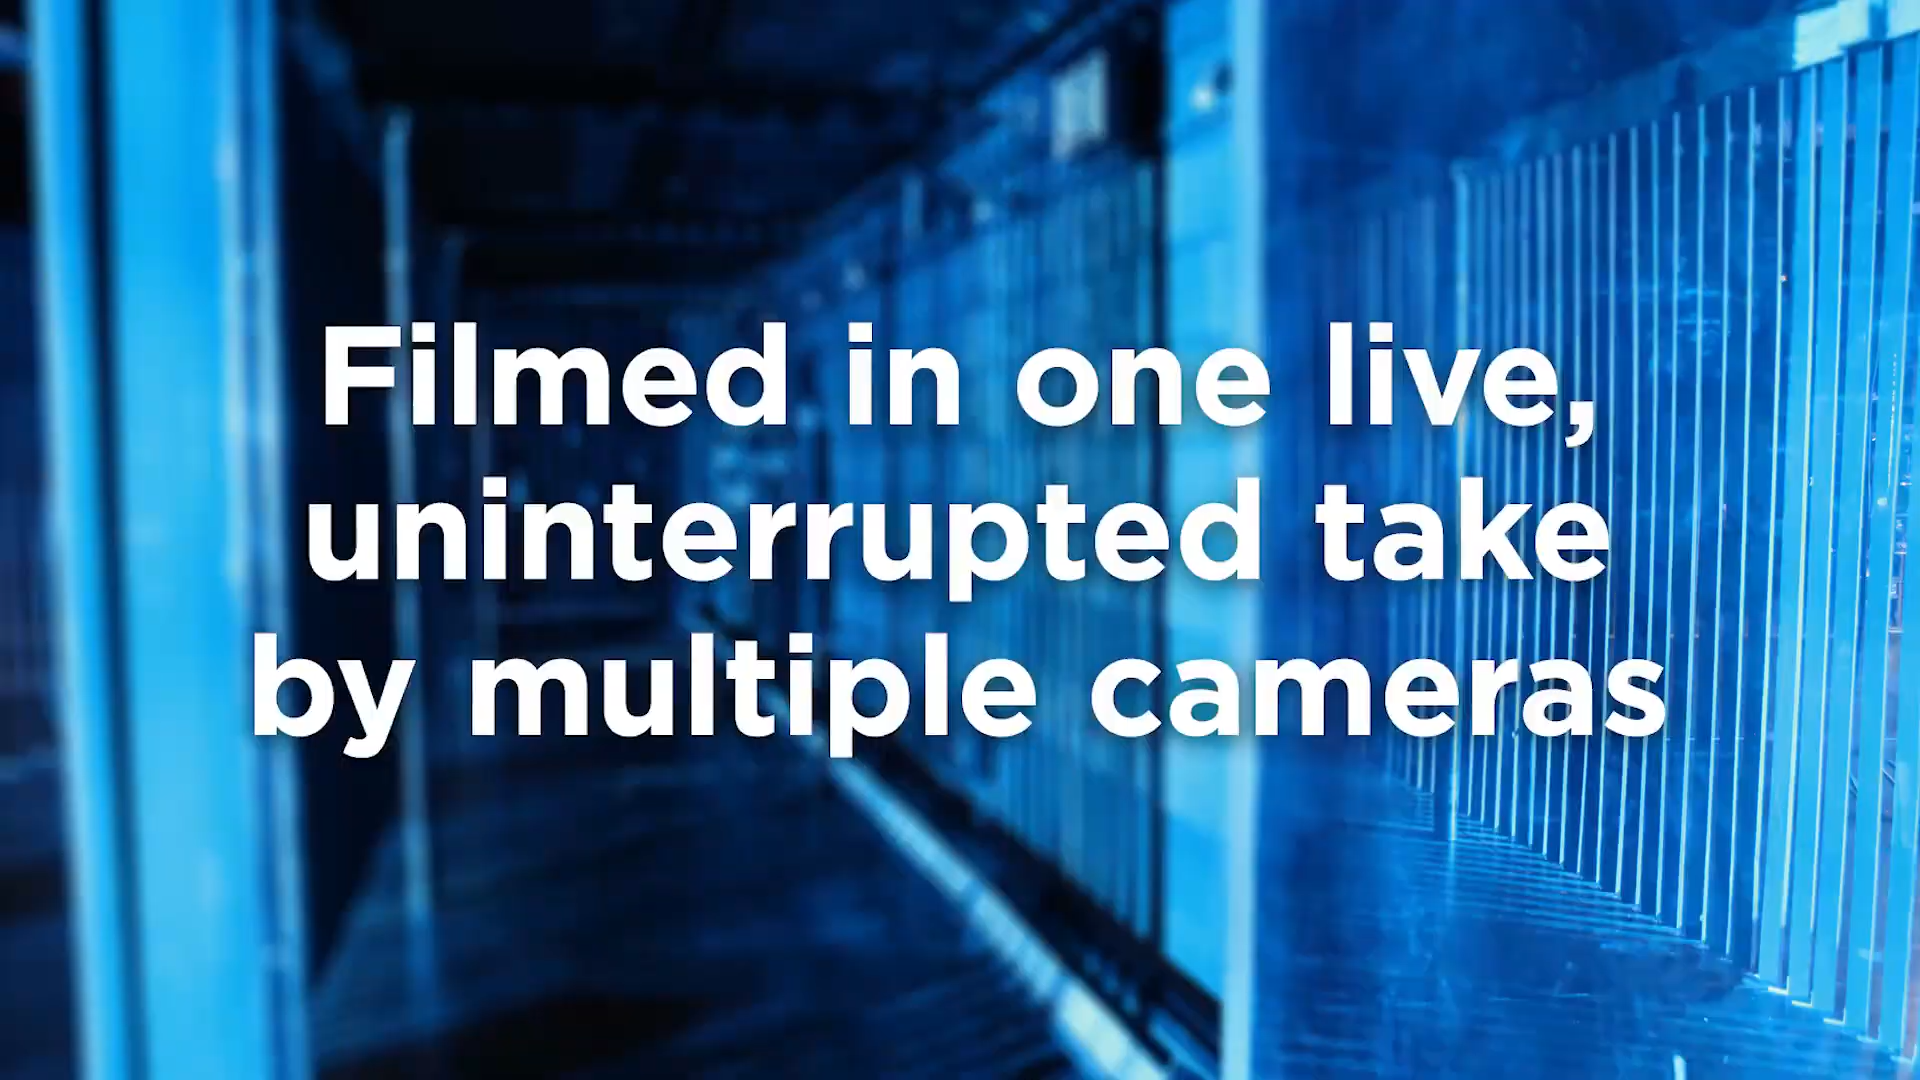 Filmed in one live,
uninterrupted take
by multiple cameras